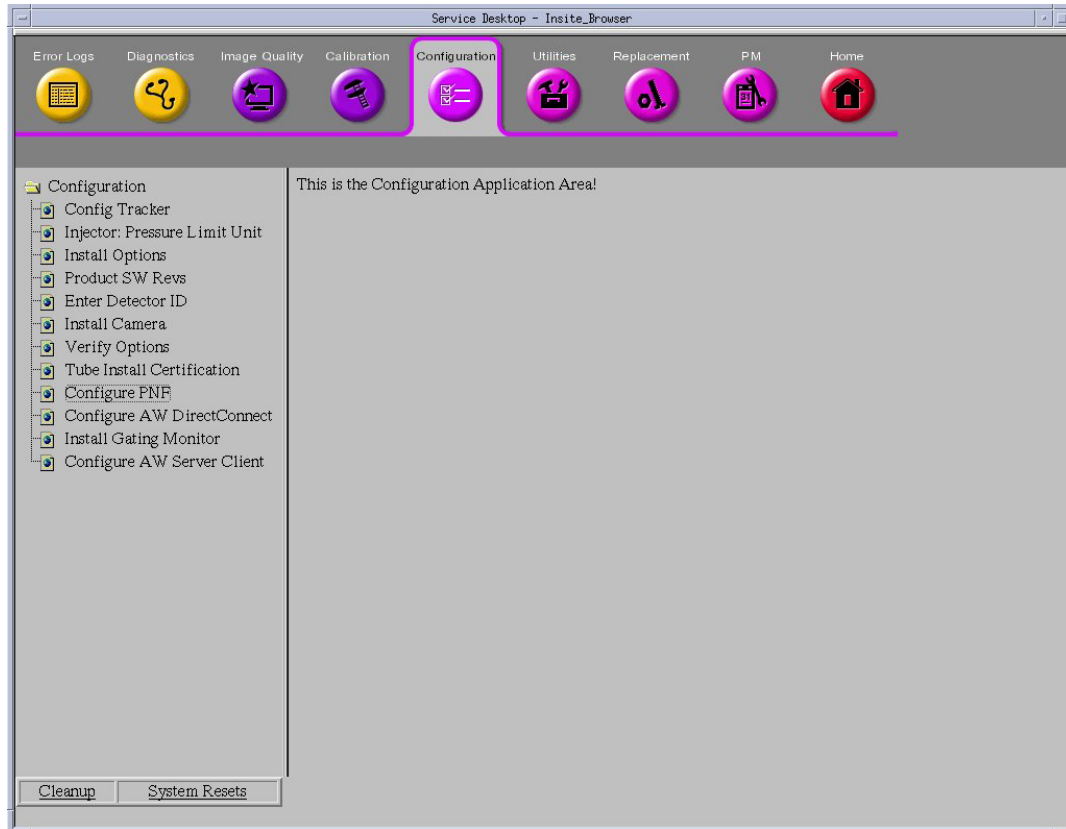 Service Desktop - Insite_Browser
Error Logs Diagnostics Image Quality Calibration Configuration Utilities Replacement PM Home
31
Configuration
Config Tracker
Injector: Pressure Limit Unit
Install Options
Product SW Revs
Enter Detector ID
Install Camera
Verify Options
Tube Install Certification
Configure PNF
Configure AW DirectConnect
Install Gating Monitor
Configure AW Server Client
This is the Configuration Application Area!
Cleanup System Resets